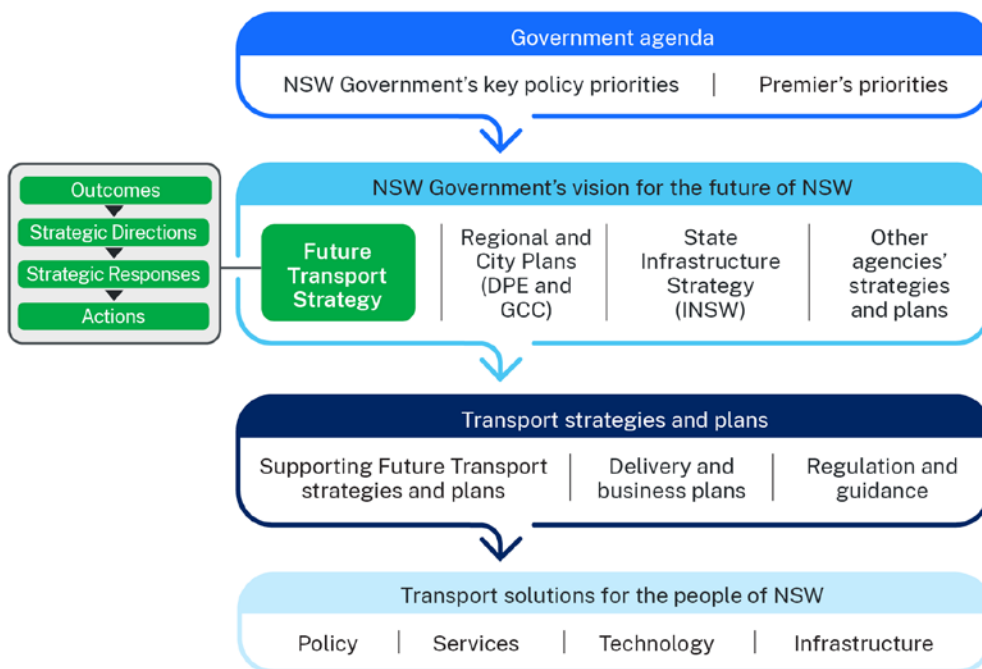 Government agenda
NSW Government's key policy priorities
Premier's priorities
Outcomes
Strategic Directions
Strategic Responses
Actions
NSW Government's vision for the future of NSW
Future
Transport
Strategy
Regional and
City Plans
(DPE and
GCC)
State
Infrastructure
Strategy
(INSW)
Other
agencies'
strategies
and plans
Transport strategies and plans
Supporting Future Transport
strategies and plans
Delivery and
business plans
Regulation and
guidance
Transport solutions for the people of NSW
Policy
Services
Technology
Infrastructure